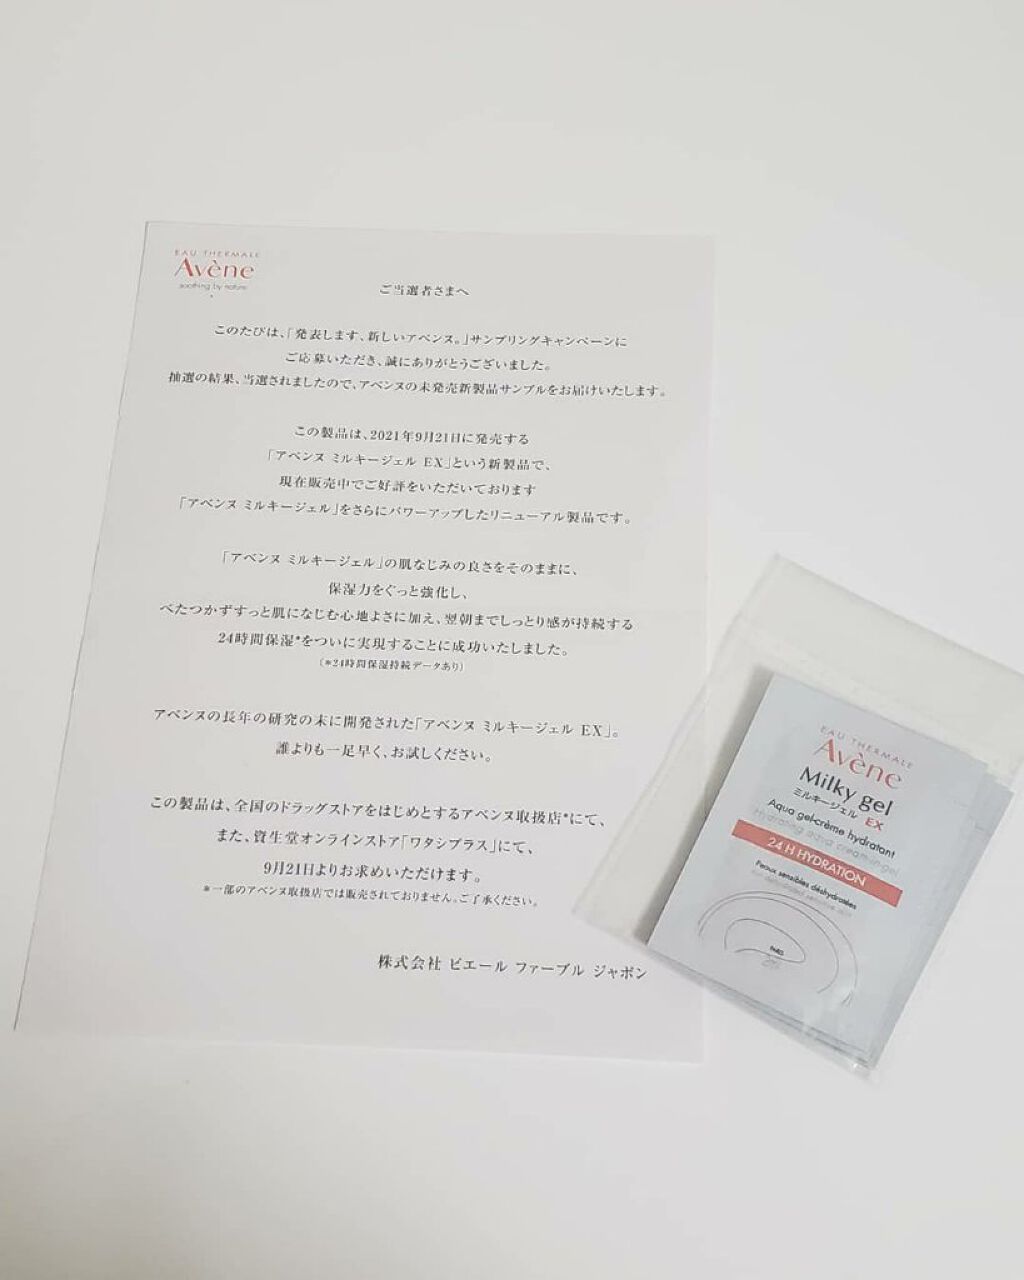 EAU THERMALE
Avène
soothing by nature
ご当選者さまへ
このたびは、「発表します、新しいアベンヌ。」サンプリングキャンペーンに
ご応募いただき、誠にありがとうございました。
抽選の結果、当選されましたので、アベンヌの未発売新製品サンプルをお届けいたします。
この製品は、2021年9月21日に発売する
「アベンヌ ミルキージェル EX」という新製品で、
現在販売中でご好評をいただいております
「アベンヌ ミルキージェル」をさらにパワーアップしたリニューアル製品です。
「アベンヌ ミルキージェル」の肌なじみの良さをそのままに、
保湿力をぐっと強化し、
べたつかずすっと肌になじむ心地よさに加え、翌朝までしっとり感が持続する
24時間保湿*をついに実現することに成功いたしました。
(*24時間保湿持続データあり)
アベンヌの長年の研究の末に開発された「アベンヌ ミルキージェル EX」。
誰よりも一足早く、お試しください。
この製品は、全国のドラッグストアをはじめとするアベンヌ取扱店*にて、
また、資生堂オンラインストア「ワタシプラス」にて、
9月21日よりお求めいただけます。
*一部のアベンヌ取扱店では販売されておりません。ご了承ください。
株式会社 ピエール ファーブル ジャポン
EAU THERMALE
Avène
Milky gel
ミルキージェル EX
Aqua gel-crème hydratant
Hydrating aqua cream-in-gel
24 H HYDRATION
Peaux sensibles déshydratées